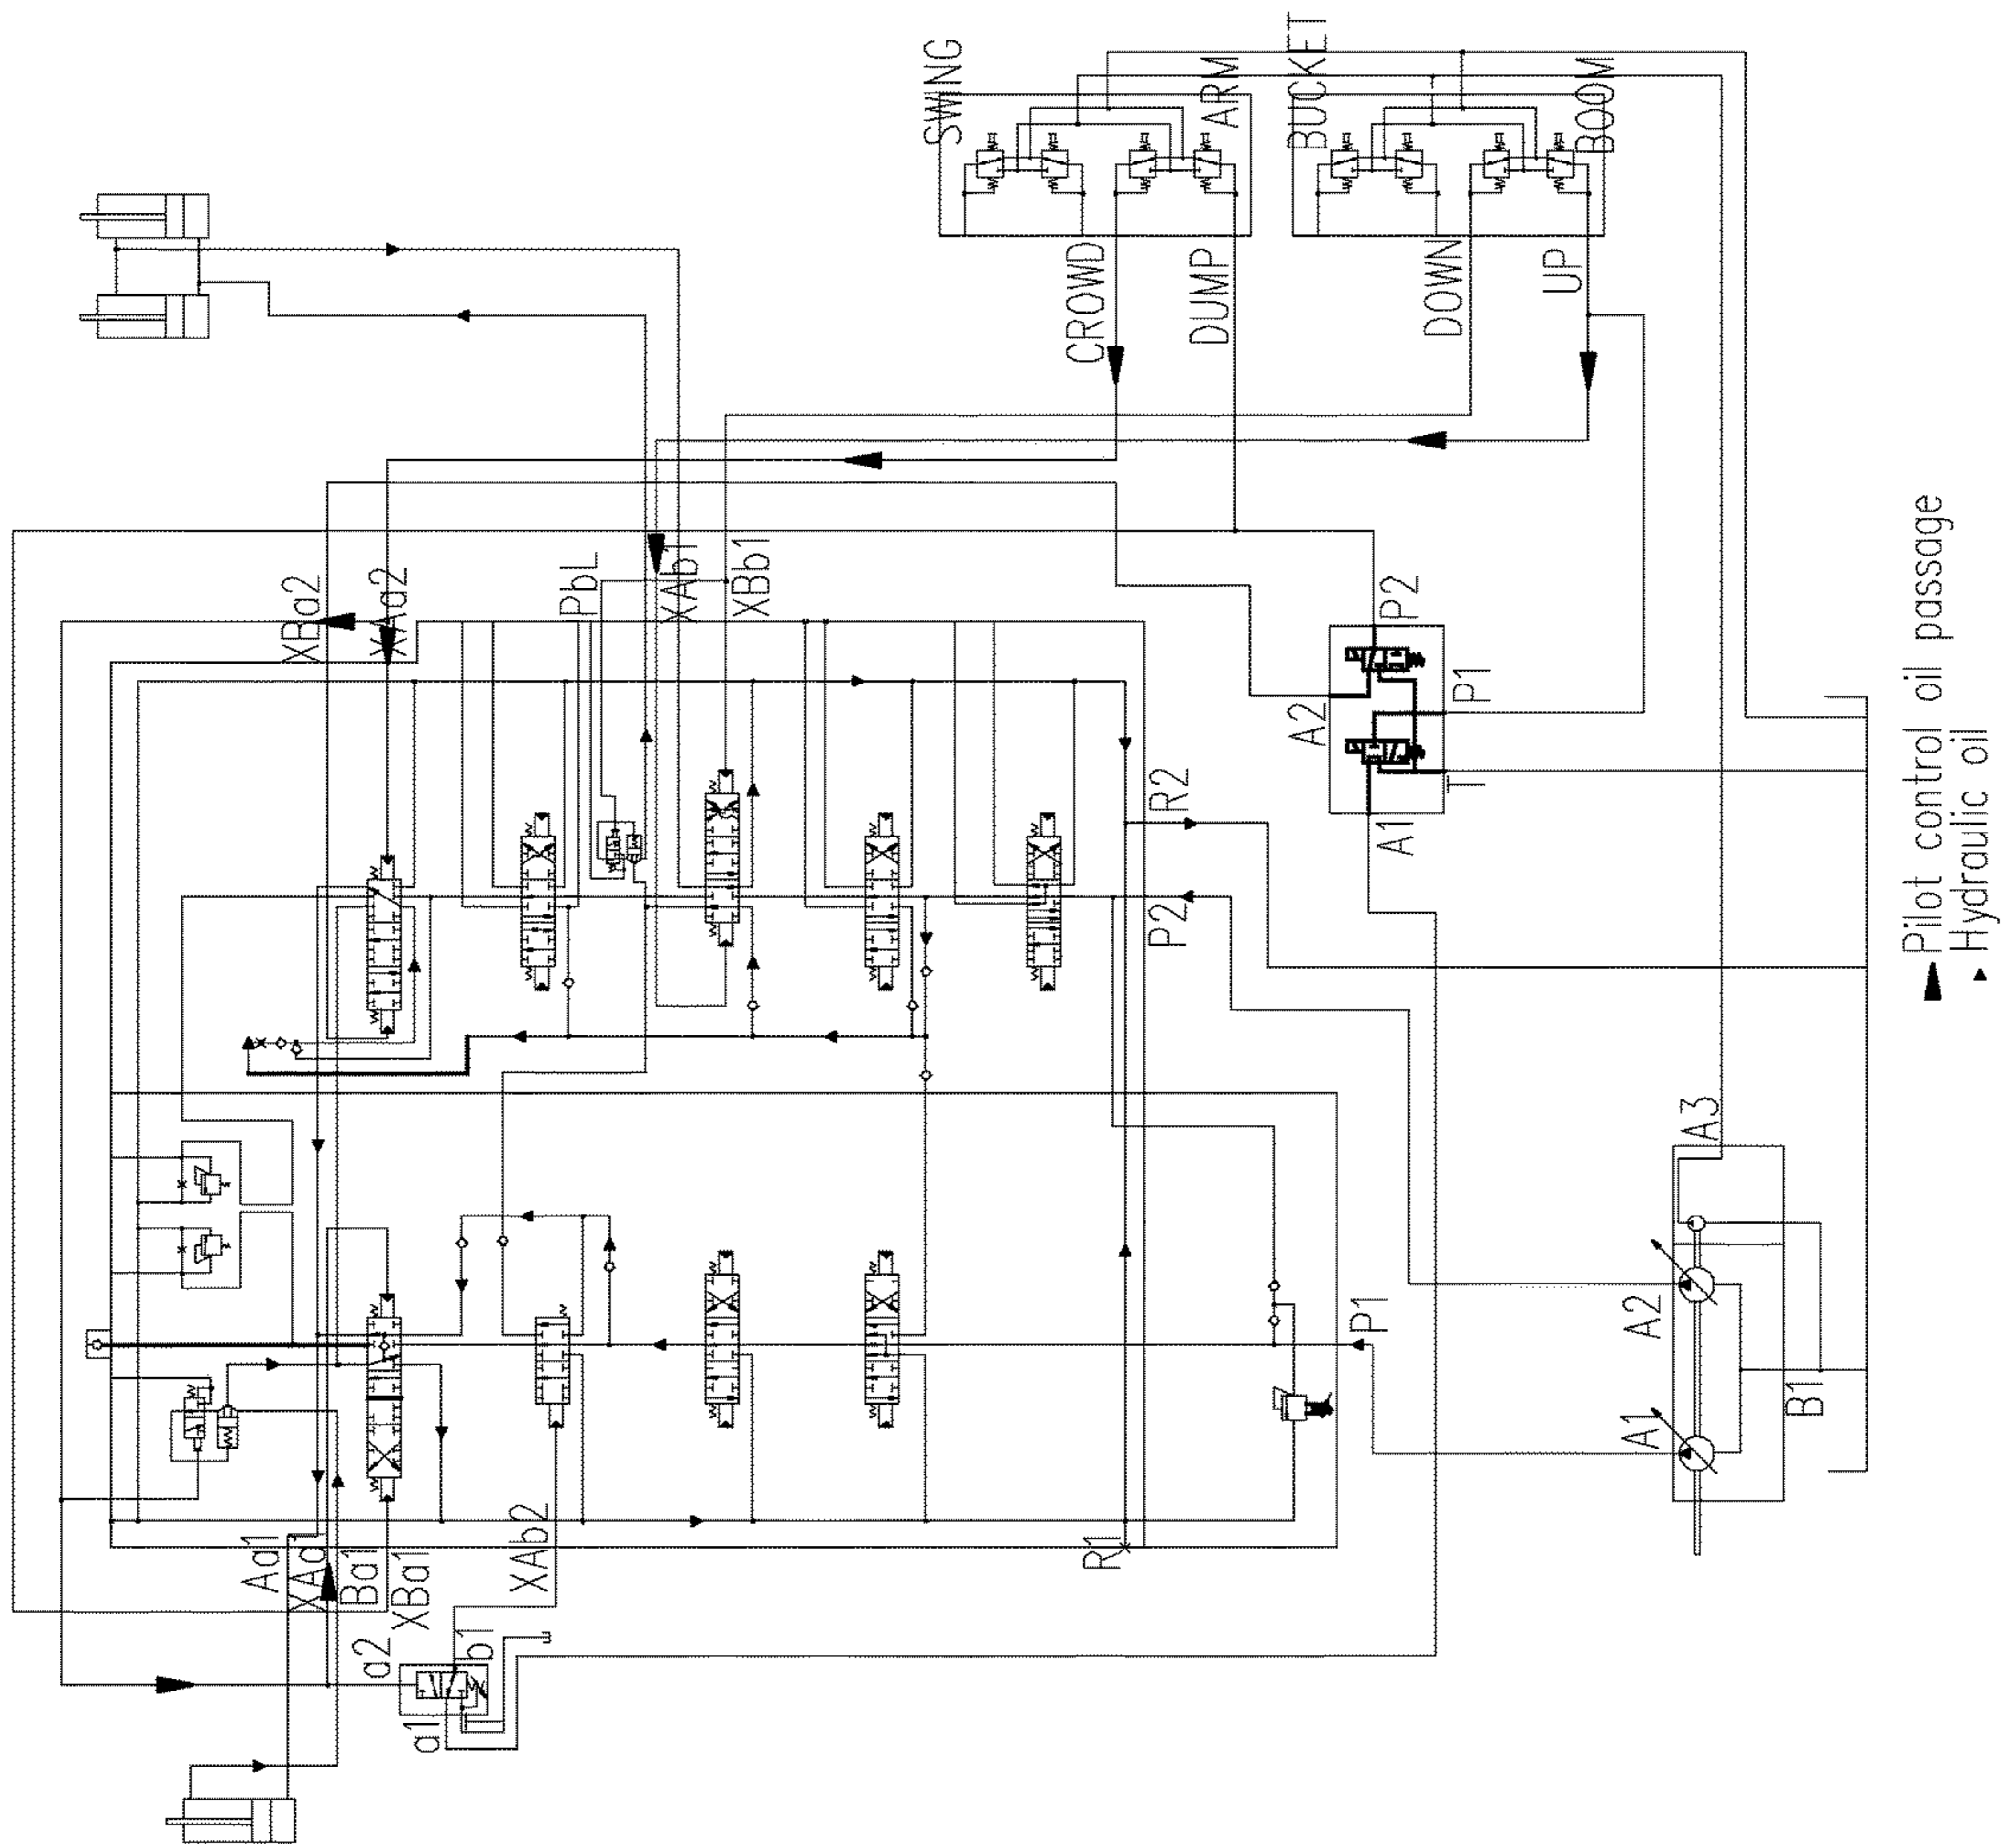 SWING
ARM
BUCKET
BOOM
CROWD
DUMP
DOWN
UP
XBa2
XAa2
PbL
XAb1
XBb1
P2
A2
P1
T
A1
R2
P2
Aa1
XAa1
Ba1
XBa1
XAb2
R1
P1
a2
b1
a1
A3
A2
A1
B1
Pilot control oil passage
Hydraulic oil